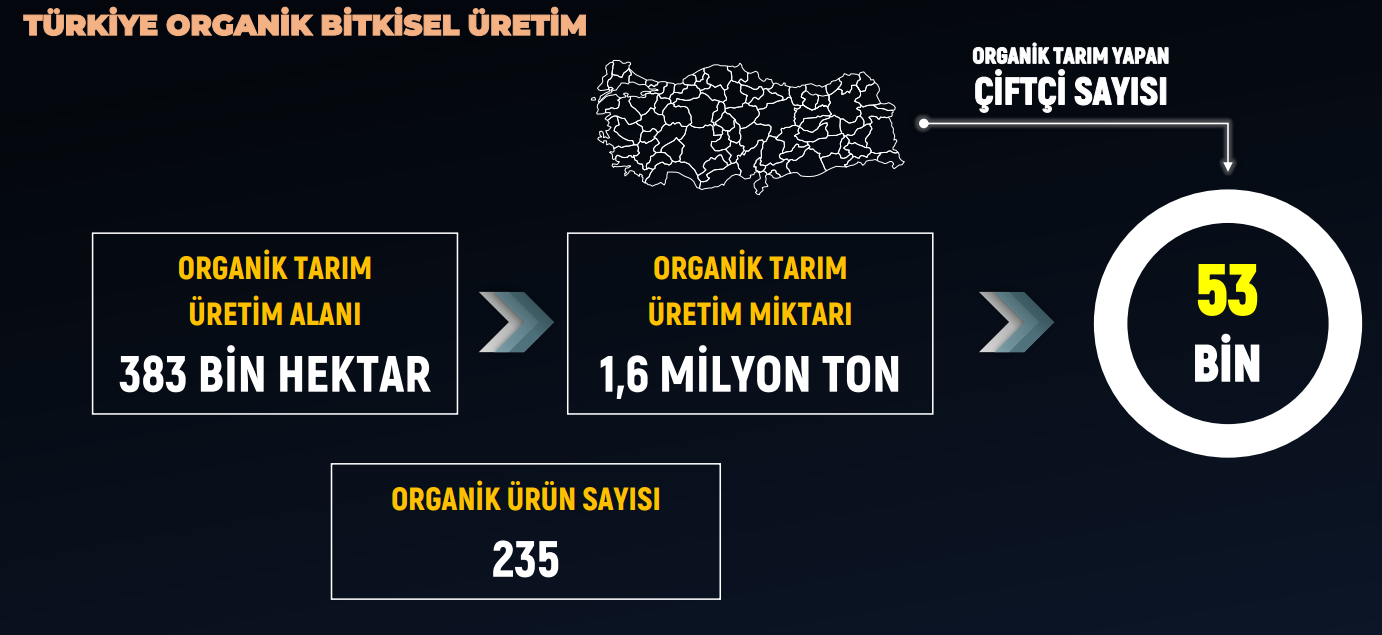 TÜRKİYE ORGANİK BİTKİSEL ÜRETİM
ORGANİK TARIM YAPAN
ÇİFTÇİ SAYISI
ORGANİK TARIM
ÜRETİM ALANI
383 BİN HEKTAR
ORGANİK TARIM
ÜRETİM MİKTARI
1,6 MİLYON TON
53
BİN
ORGANİK ÜRÜN SAYISI
235